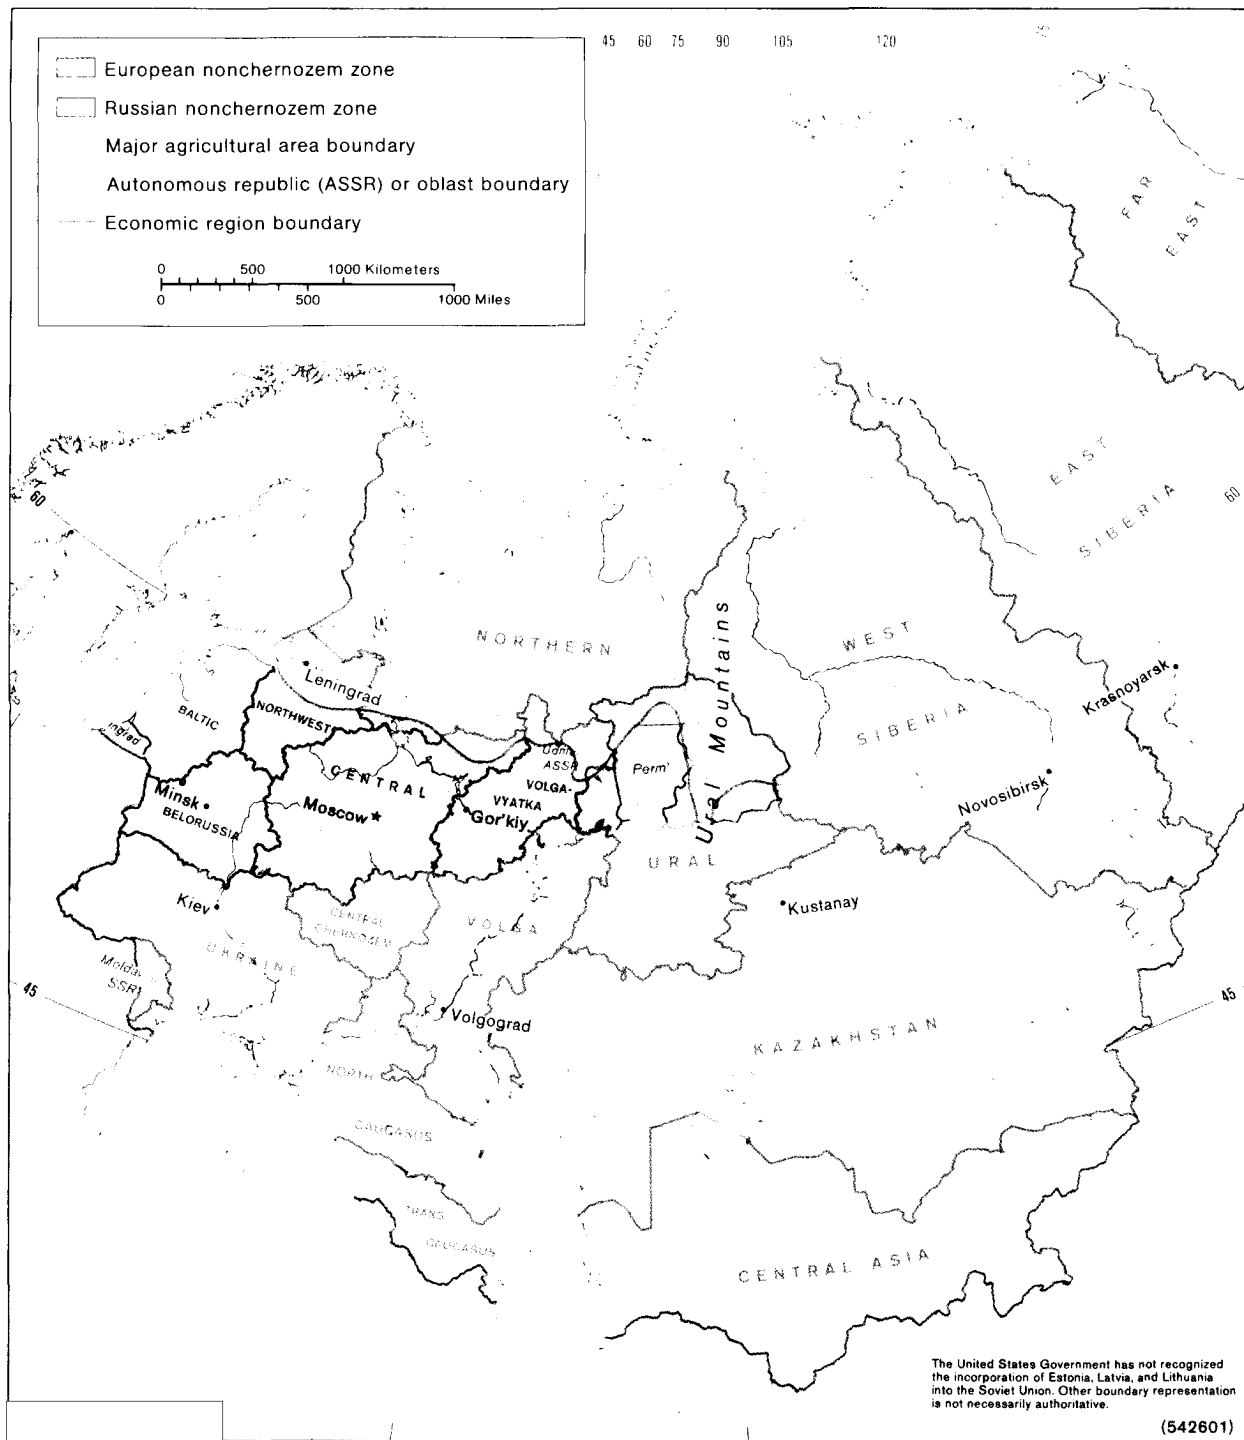 45 60 75 90 105 120
75
European nonchernozem zone
Russian nonchernozem zone
Major agricultural area boundary
Autonomous republic (ASSR) or oblast boundary
Economic region boundary
0 500 1000 Kilometers
0 500 1000 Miles
FAR
EAST
60
EAST
SIBERIA
60
NORTHERN
WEST
SIBERIA
Ural Mountains
Krasnoyarsk
Leningrad
BALTIC
NORTHWEST
CENTRAL
ASSR
VOLGA-
VYATKA
Perm'
Novosibirsk
Minsk
BELORUSSIA
Moscow
Gor'kiy
URAL
Kiev
Kustanay
CENTRAL
CHERNOZEM
VOLGA
UKRAINE
SSR
45
Volgograd
45
KAZAKHSTAN
NORTH
CAUCASUS
TRANS
CAUCASUS
CENTRAL ASIA
The United States Government has not recognized
the incorporation of Estonia, Latvia, and Lithuania
into the Soviet Union. Other boundary representation
is not necessarily authoritative.
(542601)